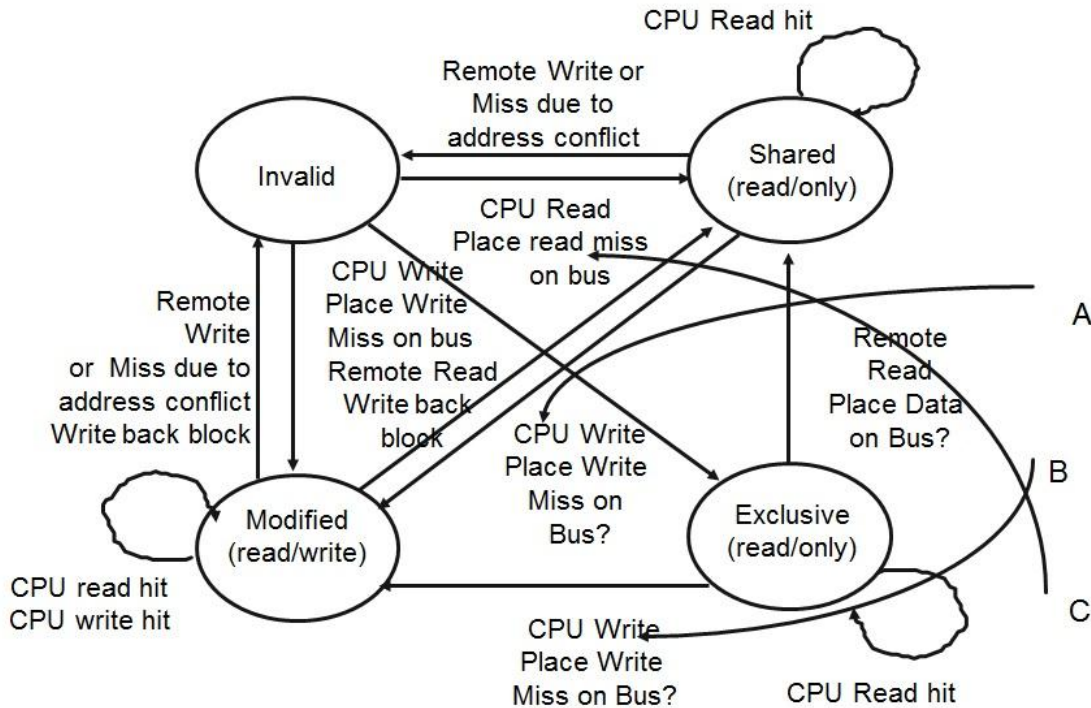 CPU Read hit
Remote Write or
Miss due to
address conflict
Invalid
Shared
(read/only)
CPU Read
Place read miss
on bus
CPU Write
Place Write
Miss on bus
Remote Read
Write back
block
Remote
Write
or Miss due to
address conflict
Write back block
A
Remote
Read
Place Data
on Bus?
CPU Write
Place Write
Miss on
Bus?
B
Modified
(read/write)
Exclusive
(read/only)
CPU read hit
CPU write hit
C
CPU Write
Place Write
Miss on Bus?
CPU Read hit